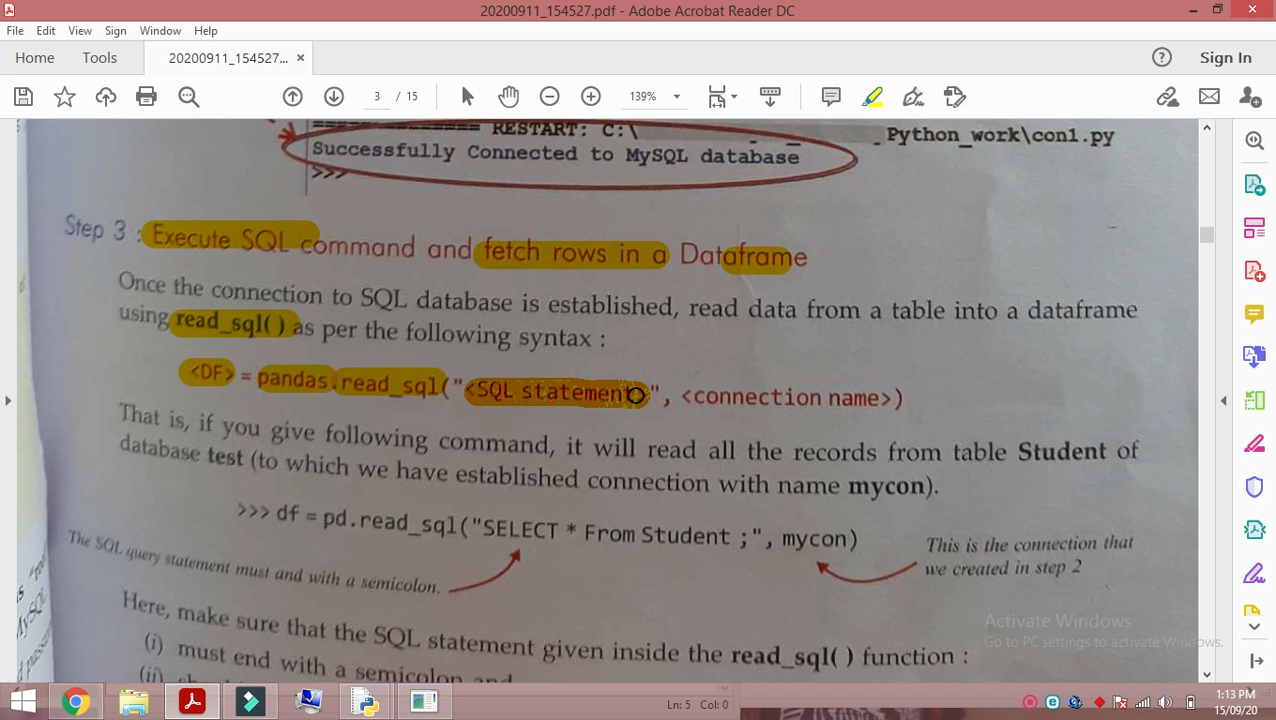 20200911_154527.pdf - Adobe Acrobat Reader DC
File Edit View Sign Window Help
Home Tools 20200911_154527... × Sign In
3 / 15 139%
RESTART: C:\ Python_work\con1.py
Successfully Connected to MySQL database
>>>
Step 3 : Execute SQL command and fetch rows in a Dataframe
Once the connection to SQL database is established, read data from a table into a dataframe
using read_sql( ) as per the following syntax :
<DF> = pandas.read_sql("<SQL statement>", <connection name>)
That is, if you give following command, it will read all the records from table Student of
database test (to which we have established connection with name mycon).
>>> df = pd.read_sql("SELECT * From Student ;", mycon)
The SQL query statement must and with a semicolon.
This is the connection that
we created in step 2
Here, make sure that the SQL statement given inside the read_sql( ) function :
(i) must end with a semicolon and
(ii)
Activate Windows
Go to PC settings to activate Windows.
Ln: 5 Col: 0
1:13 PM
15/09/20